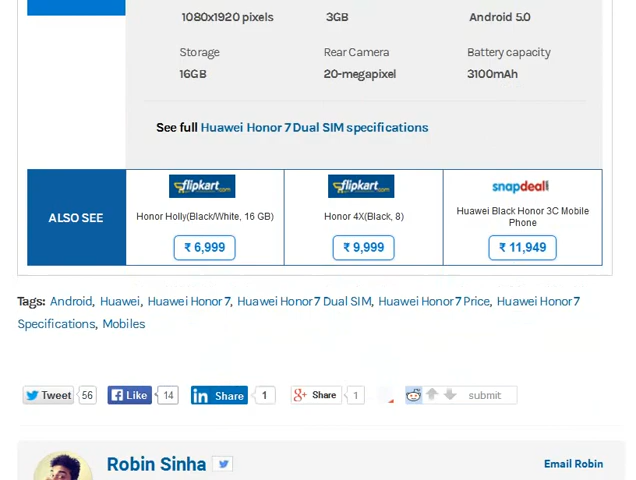 1080x1920 pixels 3GB Android 5.0
Storage Rear Camera Battery capacity
16GB 20-megapixel 3100mAh
See full Huawei Honor 7 Dual SIM specifications
flipkart.com flipkart.com snapdeal
ALSO SEE
Honor Holly(Black/White, 16 GB) Honor 4X(Black, 8) Huawei Black Honor 3C Mobile Phone
₹ 6,999 ₹ 9,999 ₹ 11,949
Tags: Android, Huawei, Huawei Honor 7, Huawei Honor 7 Dual SIM, Huawei Honor 7 Price, Huawei Honor 7
Specifications, Mobiles
Tweet 56 Like 14 in Share 1 g+ Share 1 submit
Robin Sinha Email Robin